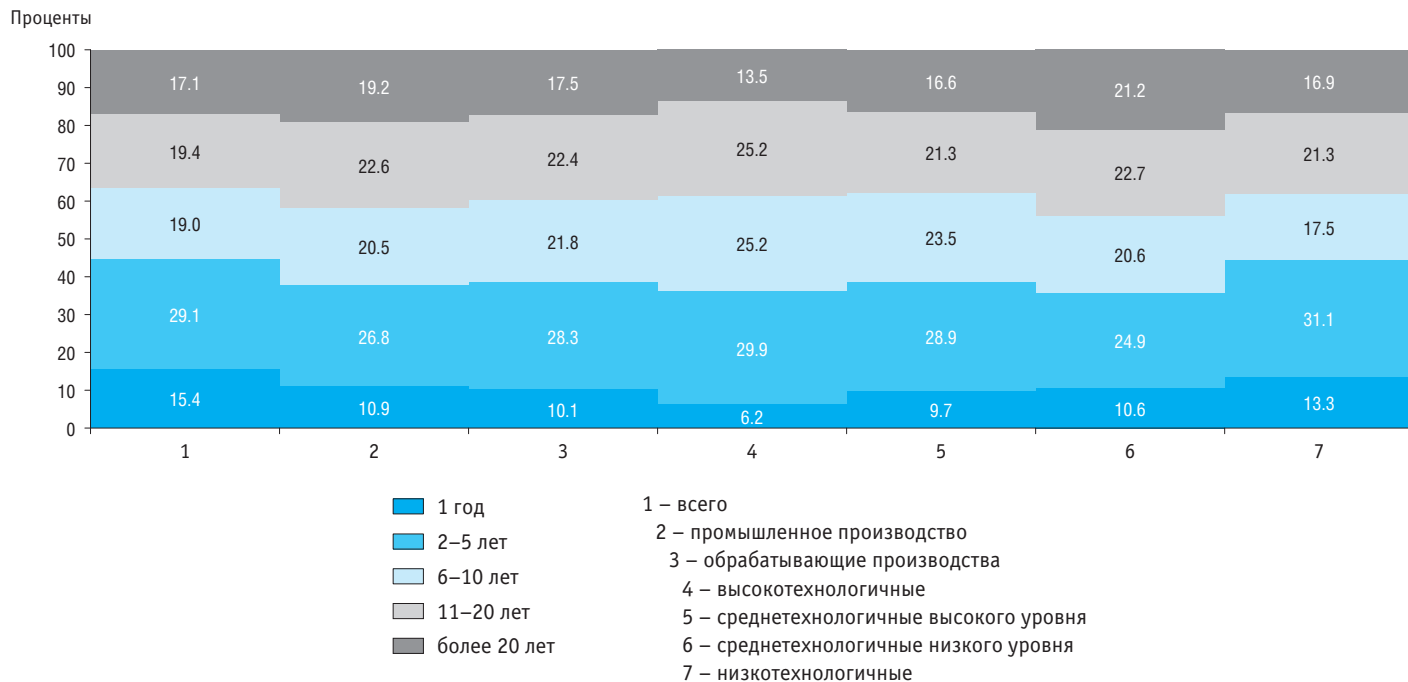 Проценты
100
90
80
70
60
50
40
30
20
10
0
17.1 19.2 17.5 13.5 16.6 21.2 16.9
19.4 22.6 22.4 25.2 21.3 22.7 21.3
19.0 20.5 21.8 25.2 23.5 20.6 17.5
29.1 26.8 28.3 29.9 28.9 24.9 31.1
15.4 10.9 10.1 6.2 9.7 10.6 13.3
1 2 3 4 5 6 7
1 год
2–5 лет
6–10 лет
11–20 лет
более 20 лет
1 – всего
2 – промышленное производство
3 – обрабатывающие производства
4 – высокотехнологичные
5 – среднетехнологичные высокого уровня
6 – среднетехнологичные низкого уровня
7 – низкотехнологичные